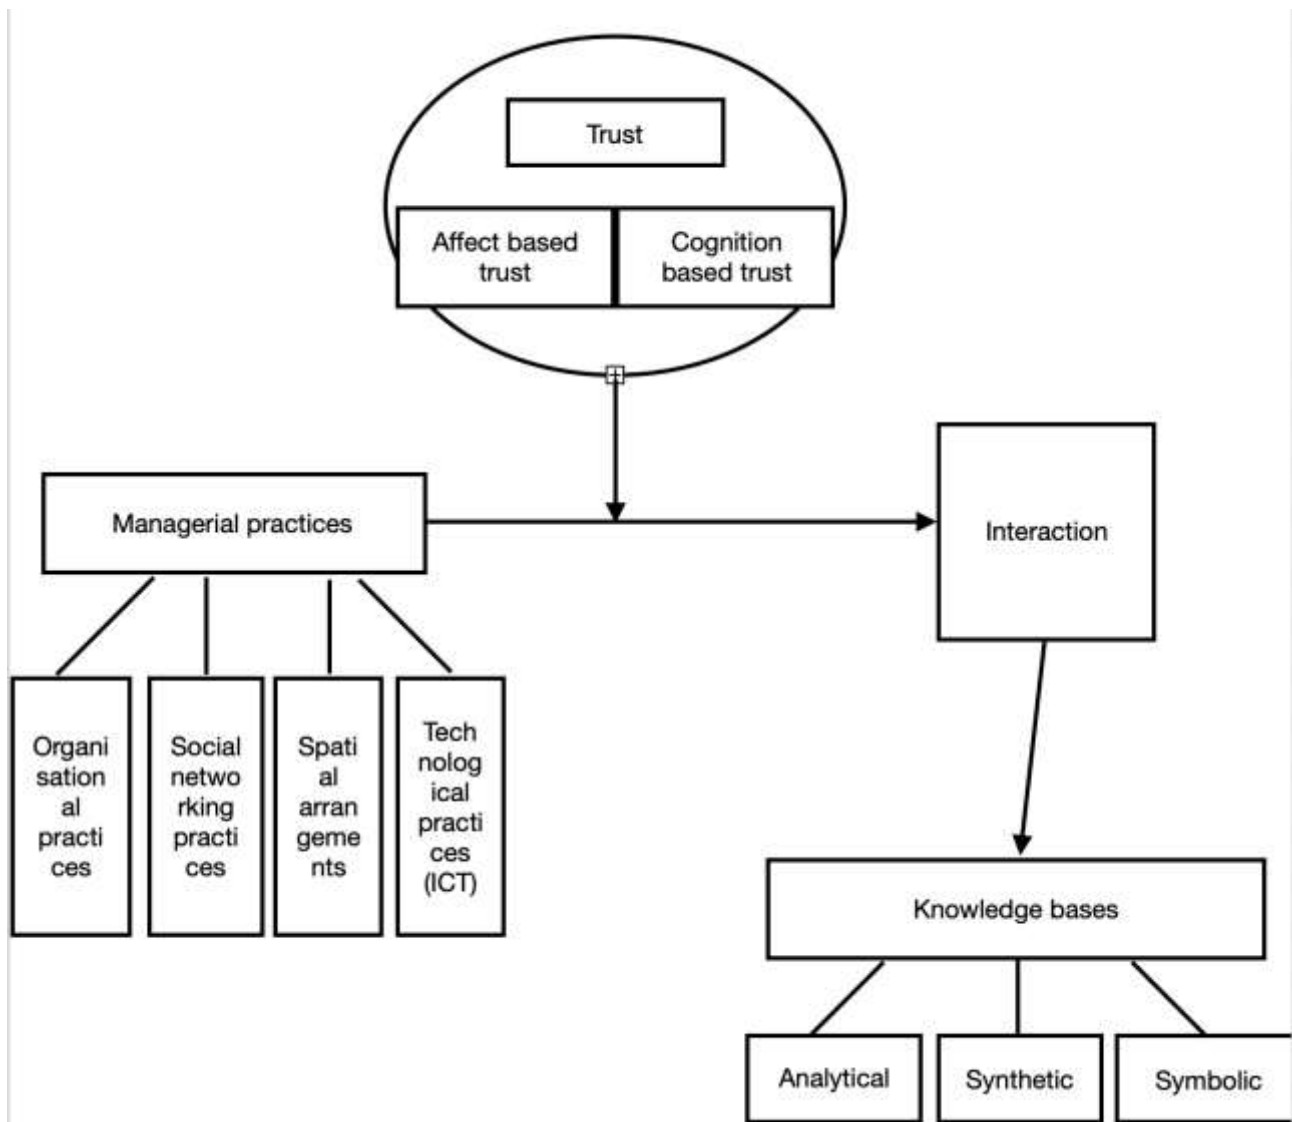 Trust
Affect based
trust
Cognition
based trust
Managerial practices
Interaction
Organi
sation
al
practi
ces
Social
netwo
rking
practi
ces
Spati
al
arran
geme
nts
Tech
nolog
ical
practi
ces
(ICT)
Knowledge bases
Analytical
Synthetic
Symbolic